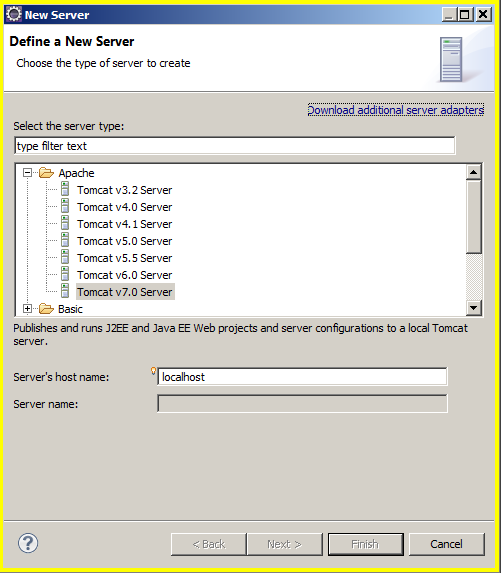 New Server
Define a New Server
Choose the type of server to create
Download additional server adapters
Select the server type:
type filter text
Apache
Tomcat v3.2 Server
Tomcat v4.0 Server
Tomcat v4.1 Server
Tomcat v5.0 Server
Tomcat v5.5 Server
Tomcat v6.0 Server
Tomcat v7.0 Server
Basic
Publishes and runs J2EE and Java EE Web projects and server configurations to a local Tomcat
server.
Server's host name: localhost
Server name:
? < Back Next > Finish Cancel